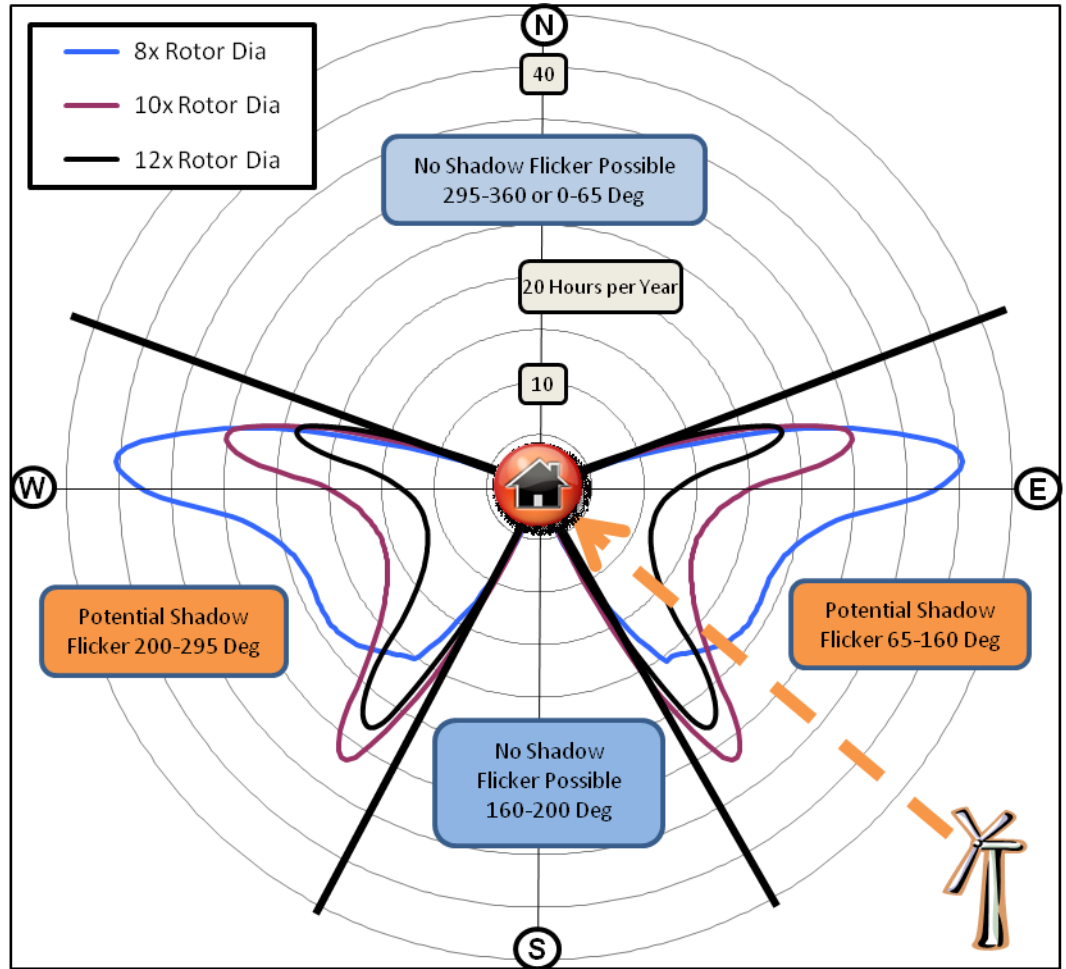 N
8x Rotor Dia
10x Rotor Dia
12x Rotor Dia
40
No Shadow Flicker Possible
295-360 or 0-65 Deg
20 Hours per Year
10
W
E
Potential Shadow
Flicker 200-295 Deg
Potential Shadow
Flicker 65-160 Deg
No Shadow
Flicker Possible
160-200 Deg
S